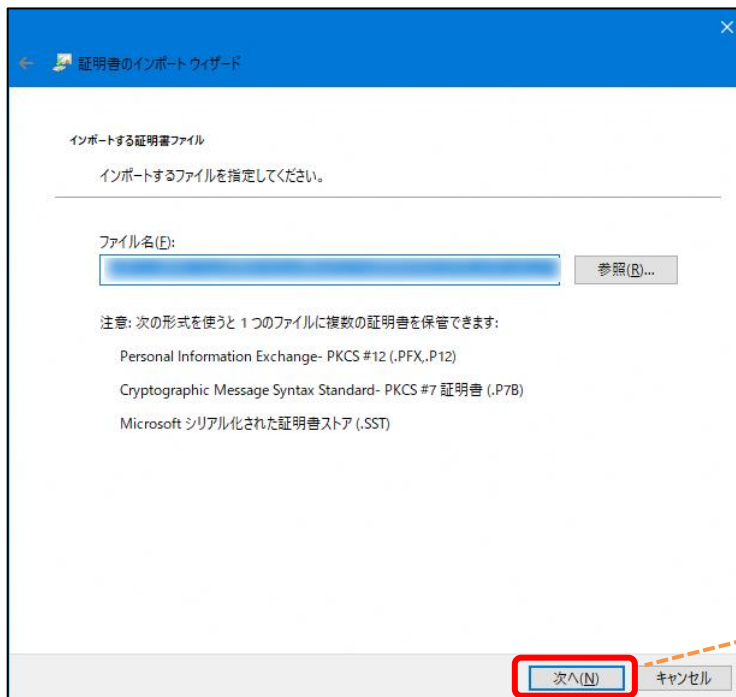 証明書のインポート ウィザード
インポートする証明書ファイル
インポートするファイルを指定してください。
ファイル名(F):
参照(R)...
注意: 次の形式を使うと 1 つのファイルに複数の証明書を保管できます:
Personal Information Exchange- PKCS #12 (.PFX,.P12)
Cryptographic Message Syntax Standard- PKCS #7 証明書 (.P7B)
Microsoft シリアル化された証明書ストア (.SST)
次へ(N)
キャンセル